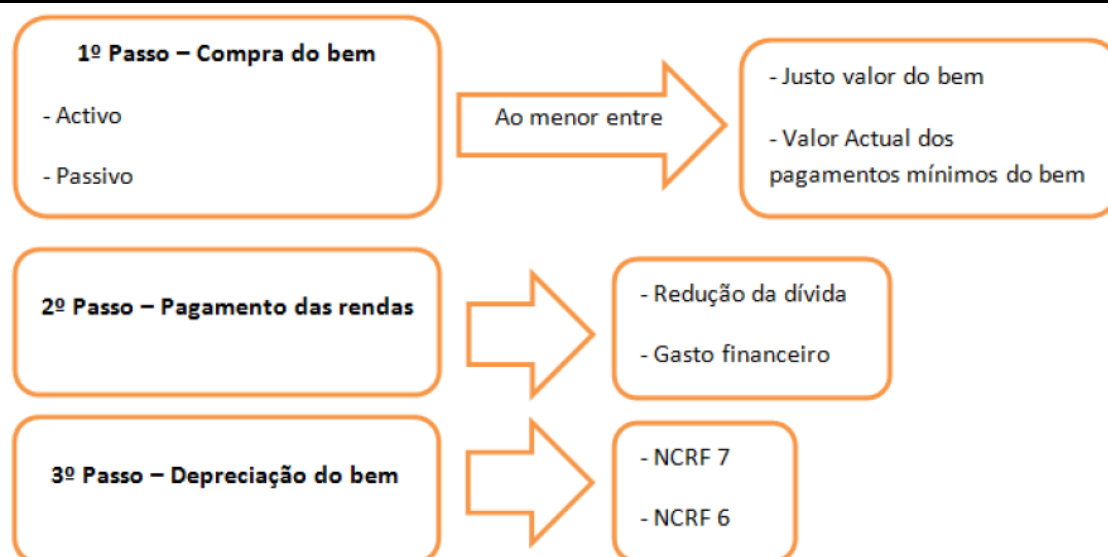 1º Passo – Compra do bem
- Activo
- Passivo
Ao menor entre
- Justo valor do bem
- Valor Actual dos
pagamentos mínimos do bem
2º Passo – Pagamento das rendas
- Redução da dívida
- Gasto financeiro
3º Passo – Depreciação do bem
- NCRF 7
- NCRF 6